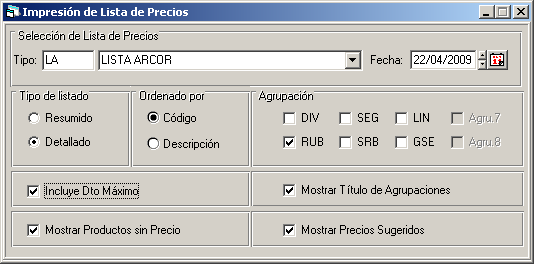 Impresión de Lista de Precios
Selección de Lista de Precios
Tipo: LA LISTA ARCOR Fecha: 22/04/2009
Tipo de listado Ordenado por Agrupación
Resumido Código DIV SEG LIN Agru.7
Detallado Descripción RUB SRB GSE Agru.8
Incluye Dto Máximo Mostrar Título de Agrupaciones
Mostrar Productos sin Precio Mostrar Precios Sugeridos